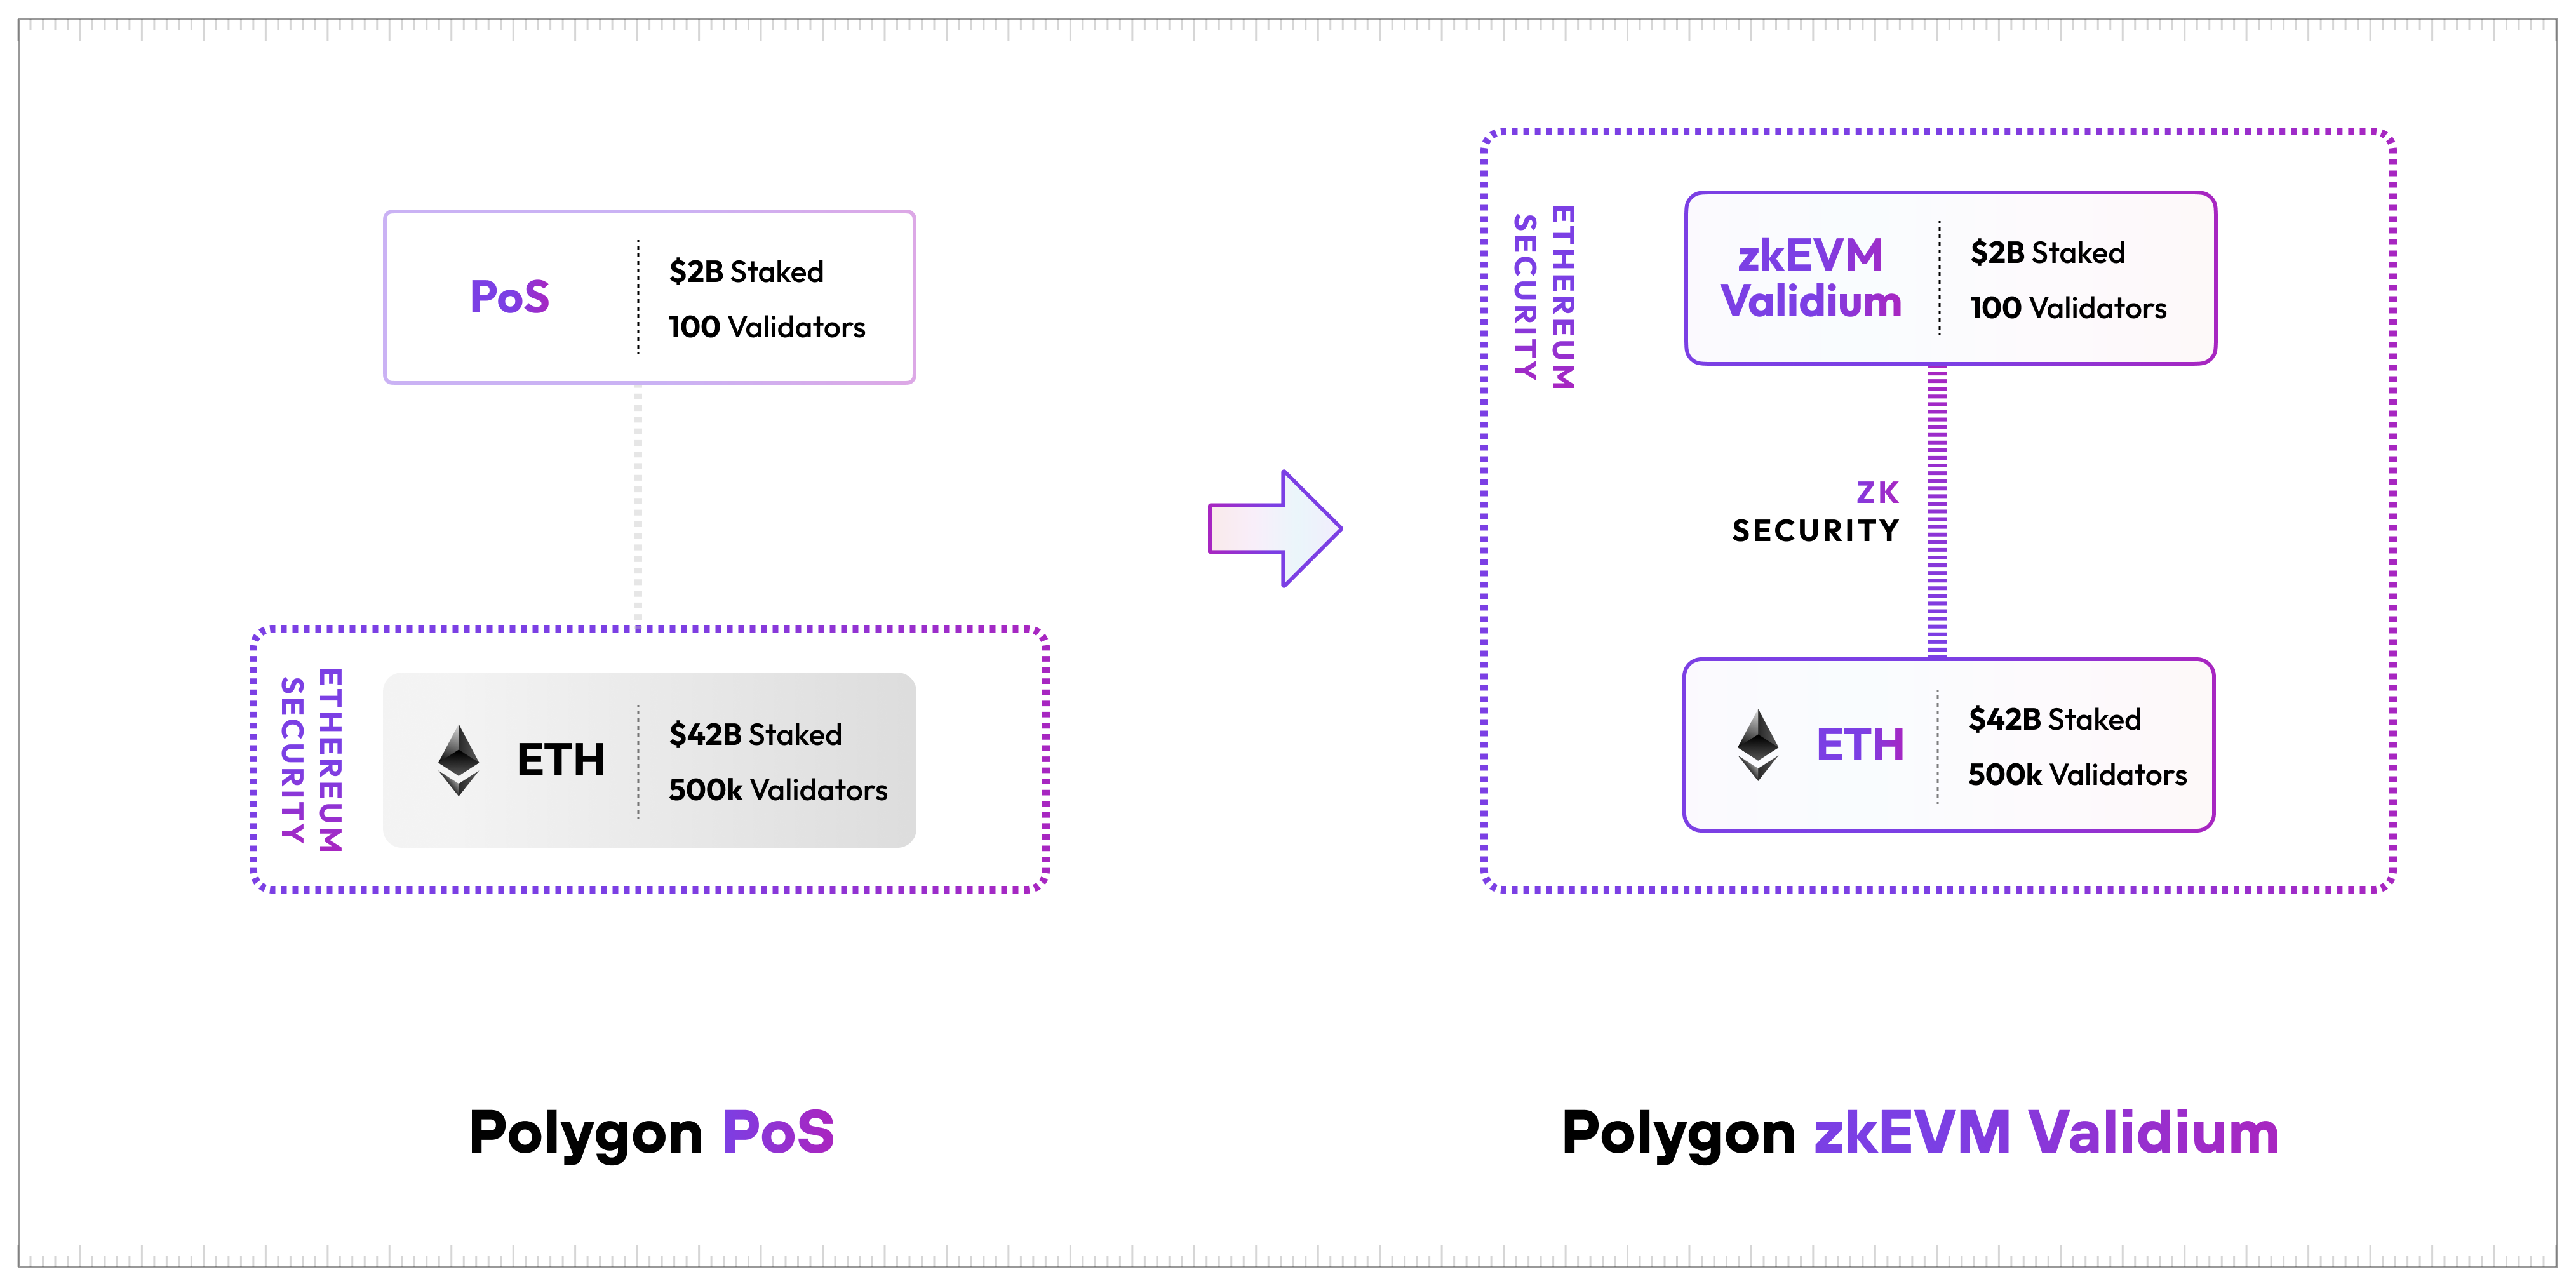 PoS
$2B Staked
100 Validators
ETHEREUM
SECURITY
ETH
$42B Staked
500k Validators
Polygon PoS
ETHEREUM
SECURITY
zkEVM
Validium
$2B Staked
100 Validators
ZK
SECURITY
ETH
$42B Staked
500k Validators
Polygon zkEVM Validium